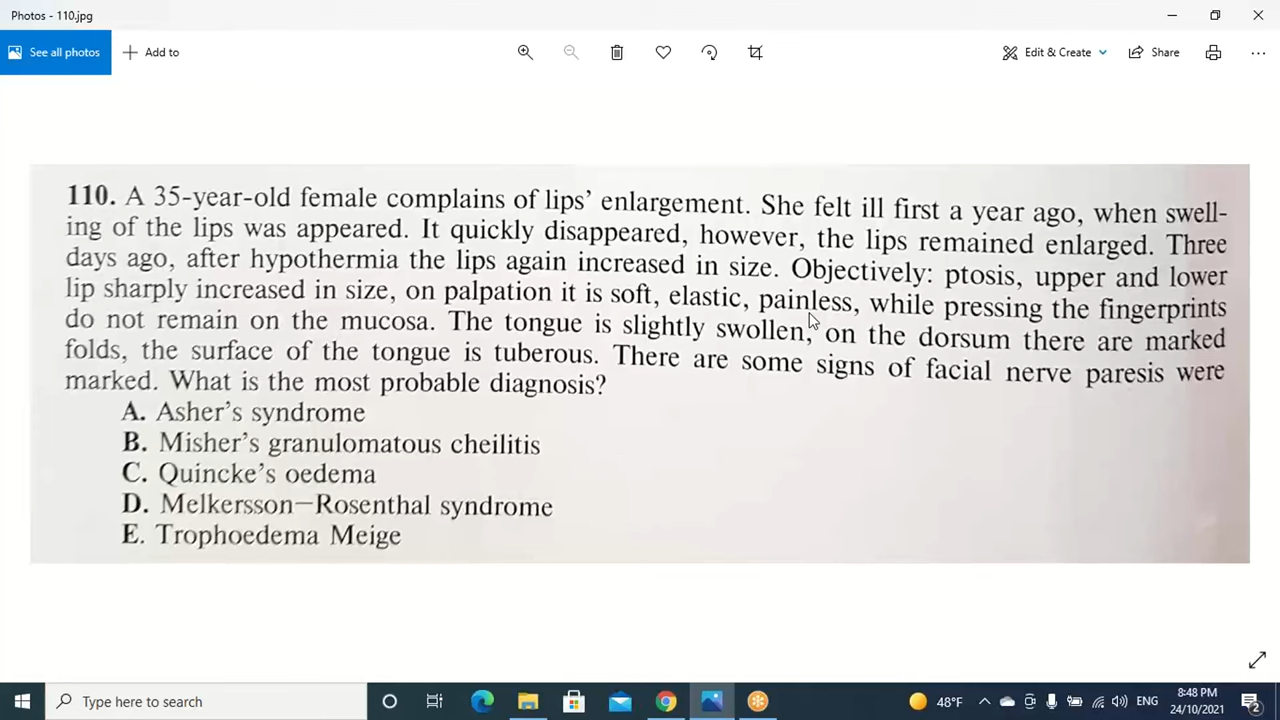 Photos - 110.jpg
See all photos
Add to
Edit & Create
Share
110. A 35-year-old female complains of lips' enlargement. She felt ill first a year ago, when swell-
ing of the lips was appeared. It quickly disappeared, however, the lips remained enlarged. Three
days ago, after hypothermia the lips again increased in size. Objectively: ptosis, upper and lower
lip sharply increased in size, on palpation it is soft, elastic, painless, while pressing the fingerprints
do not remain on the mucosa. The tongue is slightly swollen, on the dorsum there are marked
folds, the surface of the tongue is tuberous. There are some signs of facial nerve paresis were
marked. What is the most probable diagnosis?
A. Asher's syndrome
B. Misher's granulomatous cheilitis
C. Quincke's oedema
D. Melkersson—Rosenthal syndrome
E. Trophoedema Meige
Type here to search
48°F
ENG
8:48 PM
24/10/2021
2